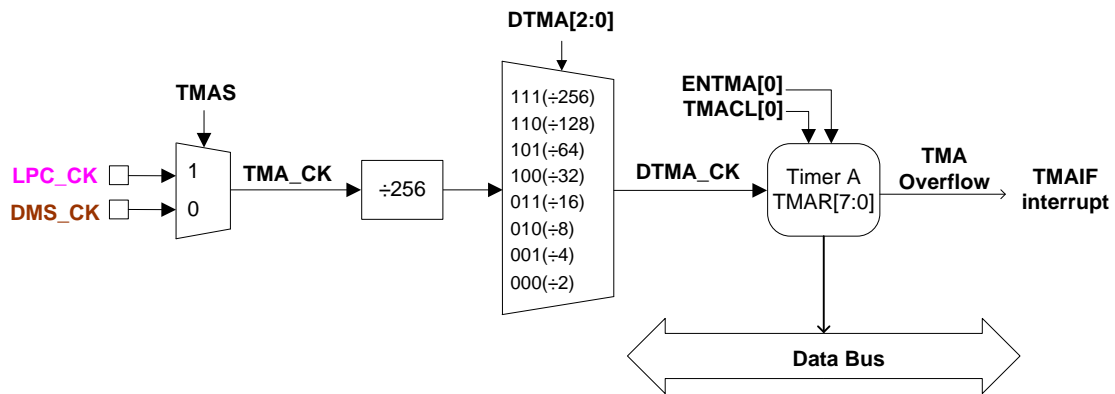 DTMA[2:0]
TMAS
LPC_CK
DMS_CK
1
0
TMA_CK
÷256
111(÷256)
110(÷128)
101(÷64)
100(÷32)
011(÷16)
010(÷8)
001(÷4)
000(÷2)
DTMA_CK
ENTMA[0]
TMACL[0]
Timer A
TMAR[7:0]
TMA
Overflow
TMAIF
interrupt
Data Bus